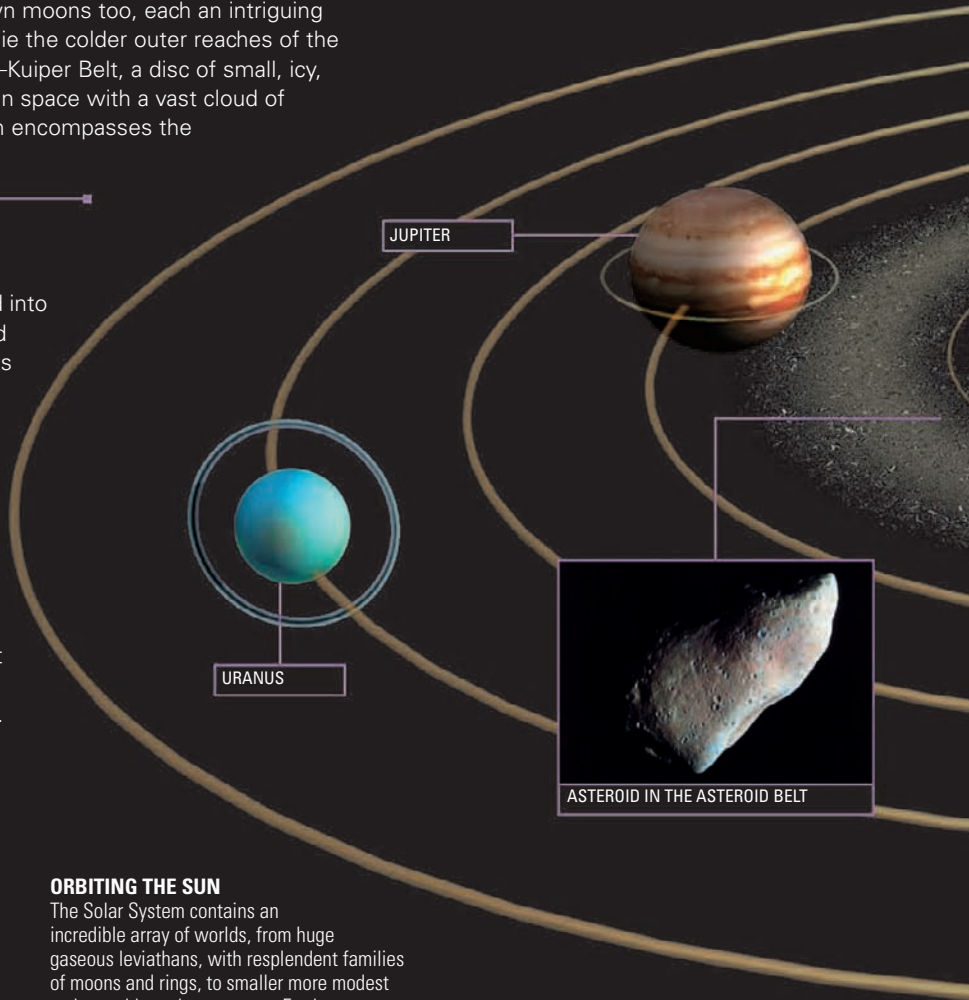 moons too, each an intriguing
the colder outer reaches of the
–Kuiper Belt, a disc of small, icy,
space with a vast cloud of
encompasses the
into
JUPITER
URANUS
ASTEROID IN THE ASTEROID BELT
ORBITING THE SUN
The Solar System contains an
incredible array of worlds, from huge
gaseous leviathans, with resplendent families
of moons and rings, to smaller more modest